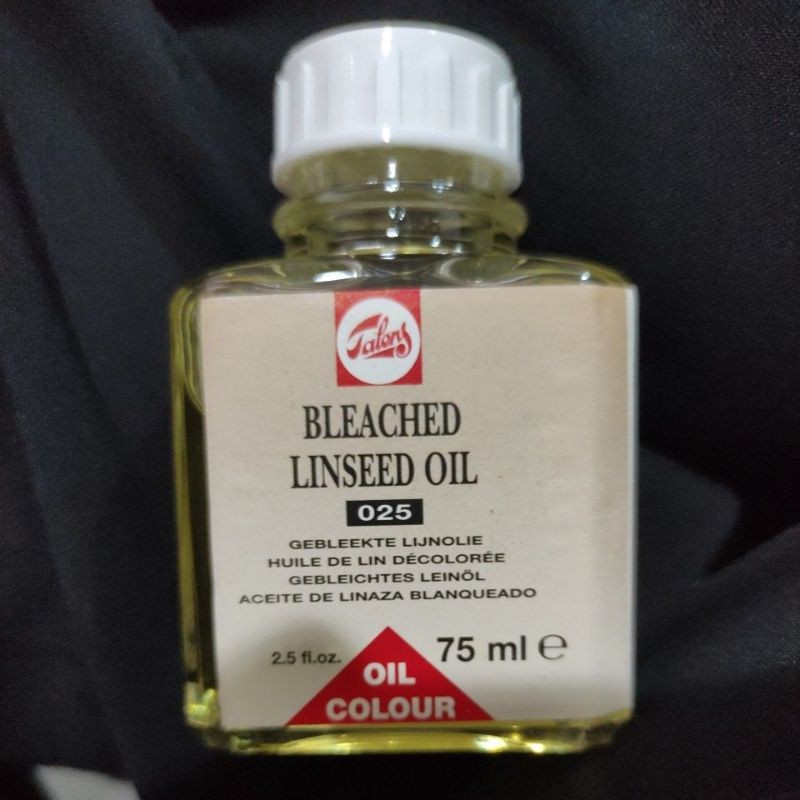 Talens
BLEACHED
LINSEED OIL
025
GEBLEEKTE LIJNOLIE
HUILE DE LIN DÉCOLORÉE
GEBLEICHTES LEINÖL
ACEITE DE LINAZA BLANQUEADO
2.5 fl.oz. 75 ml ℮
OIL
COLOUR